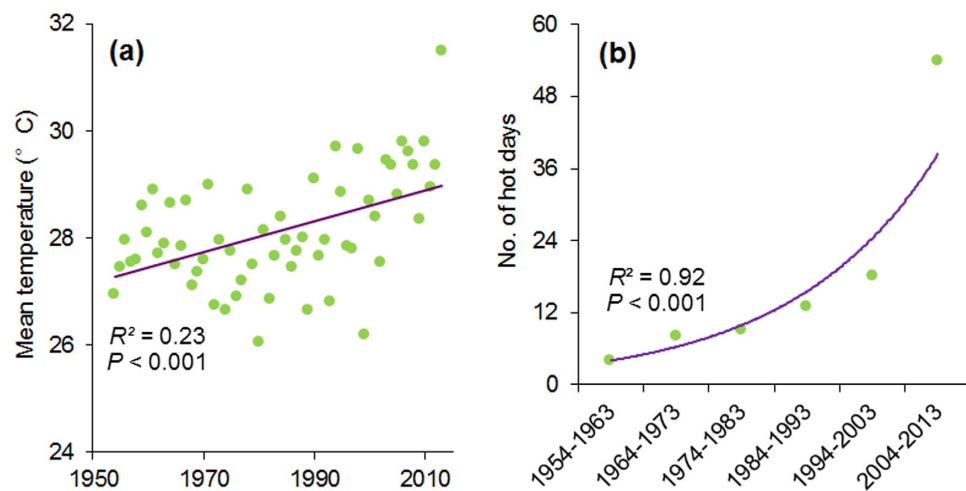 (a)
Mean temperature (° C)
32
30
28
26
24
R² = 0.23
P < 0.001
1950
1970
1990
2010
(b)
No. of hot days
60
48
36
24
12
0
R² = 0.92
P < 0.001
1954-1963
1964-1973
1974-1983
1984-1993
1994-2003
2004-2013